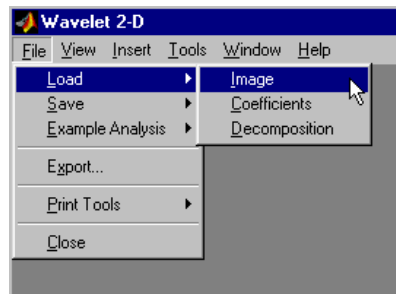 Wavelet 2-D
File View Insert Tools Window Help
Load Image
Save Coefficients
Example Analysis Decomposition
Export...
Print Tools
Close